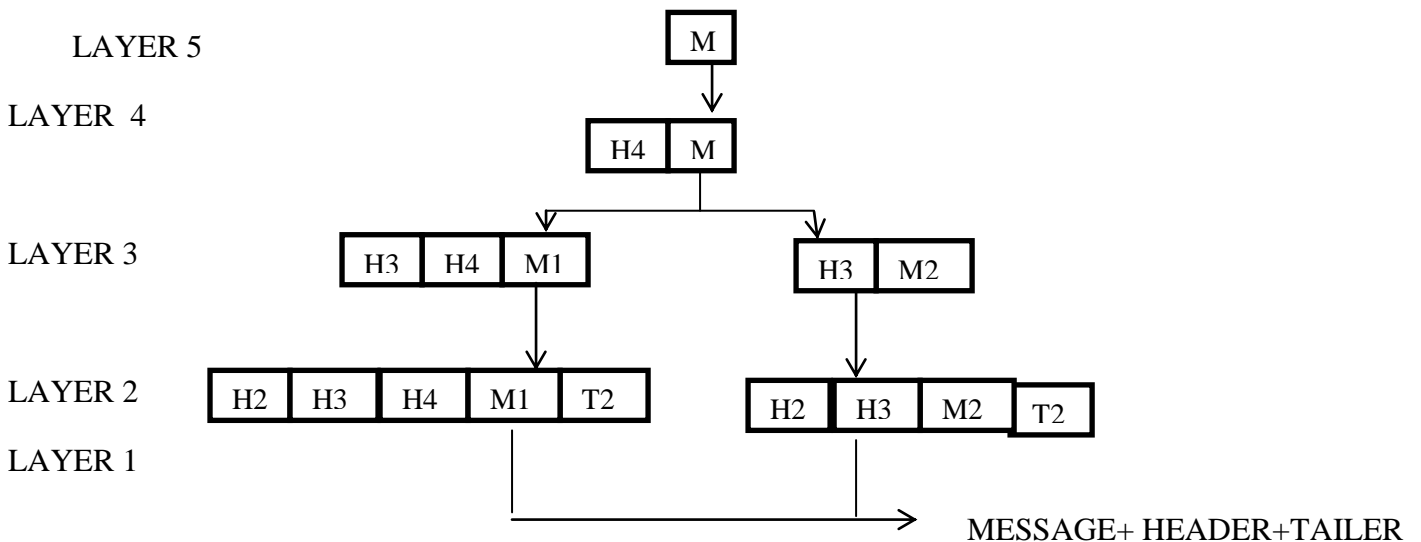 LAYER 5 M
LAYER 4
H4 M
LAYER 3 H3 H4 M1 H3 M2
LAYER 2 H2 H3 H4 M1 T2 H2 H3 M2 T2
LAYER 1
MESSAGE+ HEADER+TAILER